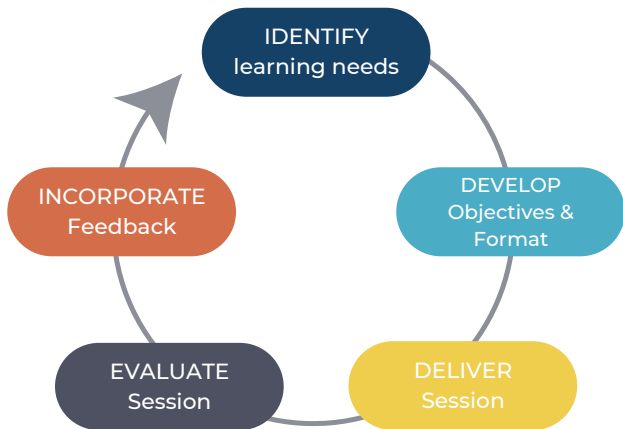 IDENTIFY
learning needs
DEVELOP
Objectives &
Format
DELIVER
Session
EVALUATE
Session
INCORPORATE
Feedback